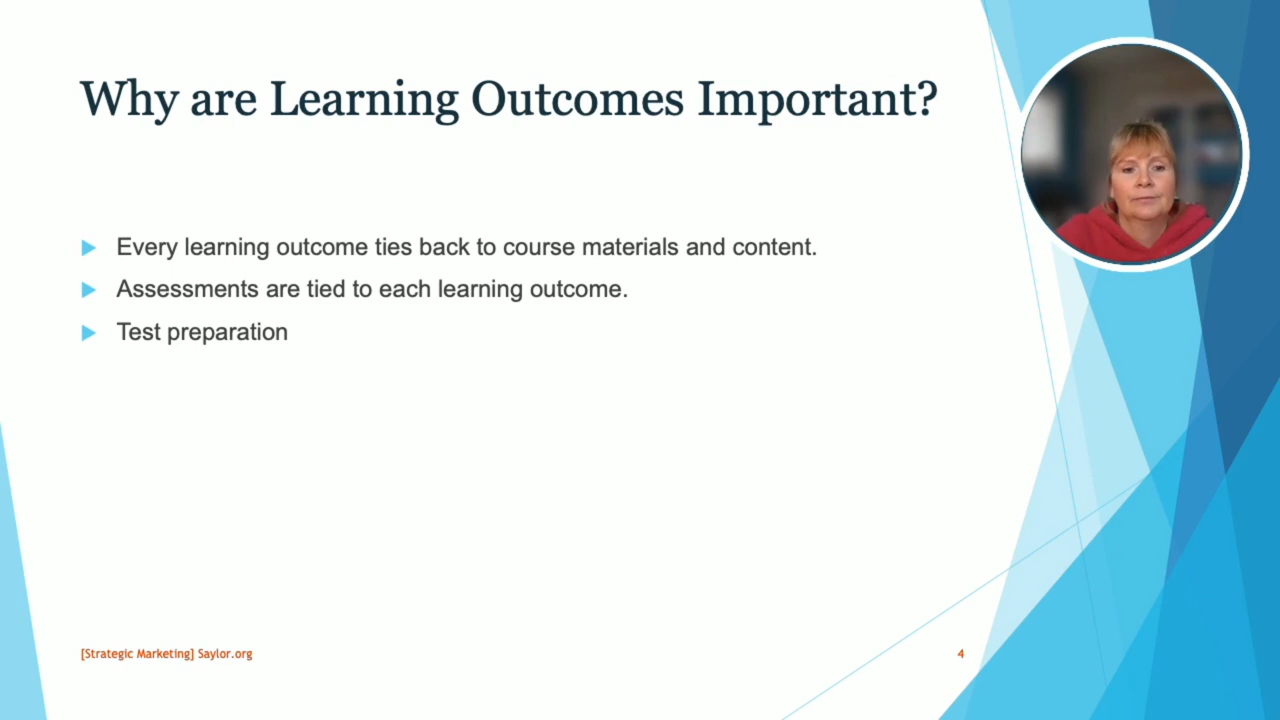 Why are Learning Outcomes Important?
Every learning outcome ties back to course materials and content.
Assessments are tied to each learning outcome.
Test preparation
[Strategic Marketing] Saylor.org
4